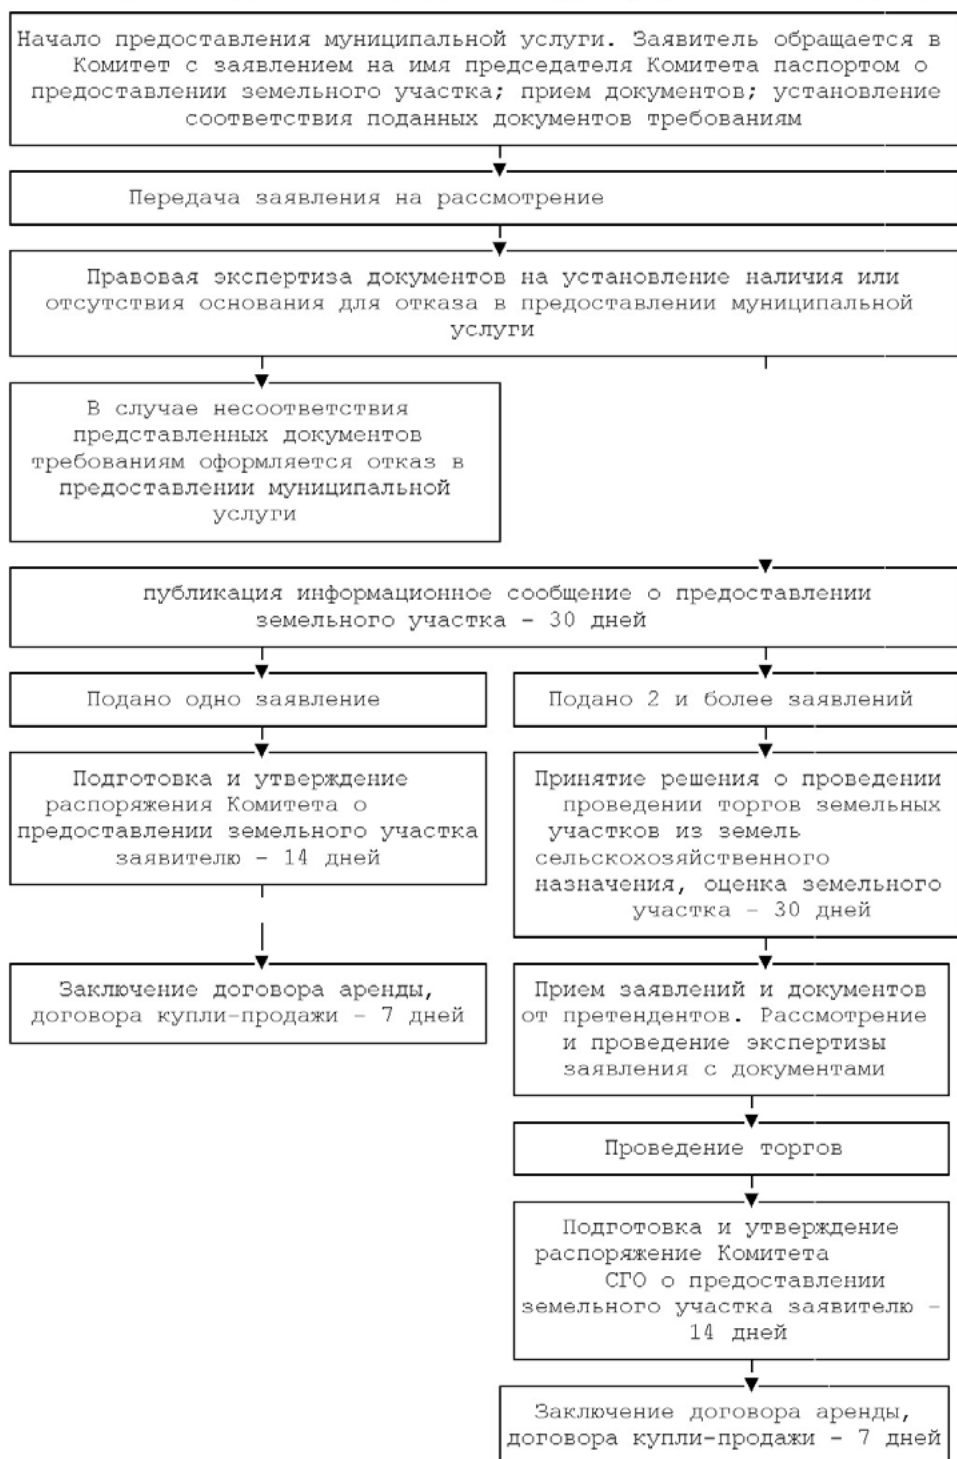 Начало предоставления муниципальной услуги. Заявитель обращается в
Комитет с заявлением на имя председателя Комитета паспортом о
предоставлении земельного участка; прием документов; установление
соответствия поданных документов требованиям
Передача заявления на рассмотрение
Правовая экспертиза документов на установление наличия или
отсутствия основания для отказа в предоставлении муниципальной
услуги
В случае несоответствия
представленных документов
требованиям оформляется отказ в
предоставлении муниципальной
услуги
публикация информационное сообщение о предоставлении
земельного участка - 30 дней
Подано одно заявление
Подготовка и утверждение
распоряжения Комитета о
предоставлении земельного участка
заявителю - 14 дней
Заключение договора аренды,
договора купли-продажи - 7 дней
Подано 2 и более заявлений
Принятие решения о проведении
проведении торгов земельных
участков из земель
сельскохозяйственного
назначения, оценка земельного
участка - 30 дней
Прием заявлений и документов
от претендентов. Рассмотрение
и проведение экспертизы
заявления с документами
Проведение торгов
Подготовка и утверждение
распоряжение Комитета
СГО о предоставлении
земельного участка заявителю -
14 дней
Заключение договора аренды,
договора купли-продажи - 7 дней